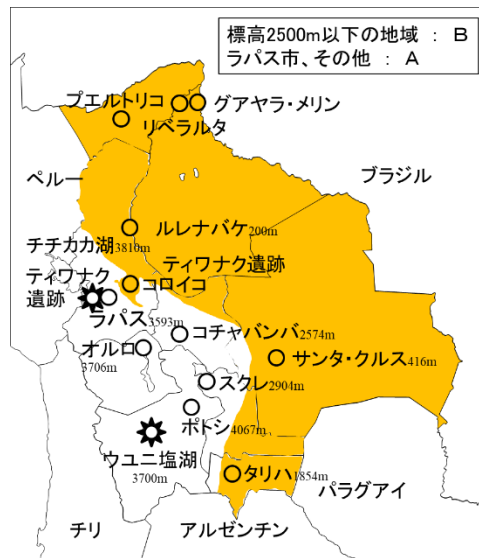 標高2500m以下の地域 : B
ラパス市、その他 : A
プエルトリコ
グアヤラ・メリン
リベラルタ
ペルー
ブラジル
ルレナバケ200m
チチカカ湖3810m
ティワナク遺跡
ティワナク
遺跡
コロイコ
ラパス3593m
コチャバンバ2574m
オルロ
3706m
サンタ・クルス416m
スクレ2904m
ポトシ4067m
ウユニ塩湖
3700m
タリハ1854m
パラグアイ
チリ
アルゼンチン